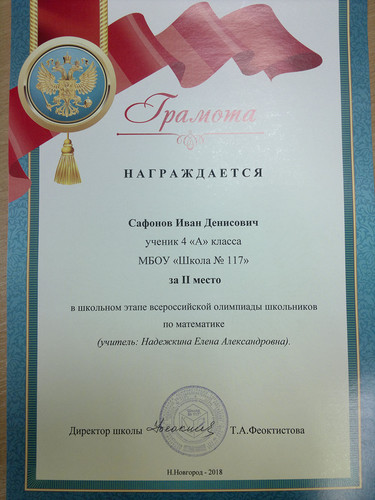 Грамота
НАГРАЖДАЕТСЯ
Сафонов Иван Денисович
ученик 4 «А» класса
МБОУ «Школа № 117»
за II место
в школьном этапе всероссийской олимпиады школьников
по математике
(учитель: Надежкина Елена Александровна).
Директор школы Т.А.Феоктистова
Н.Новгород - 2018